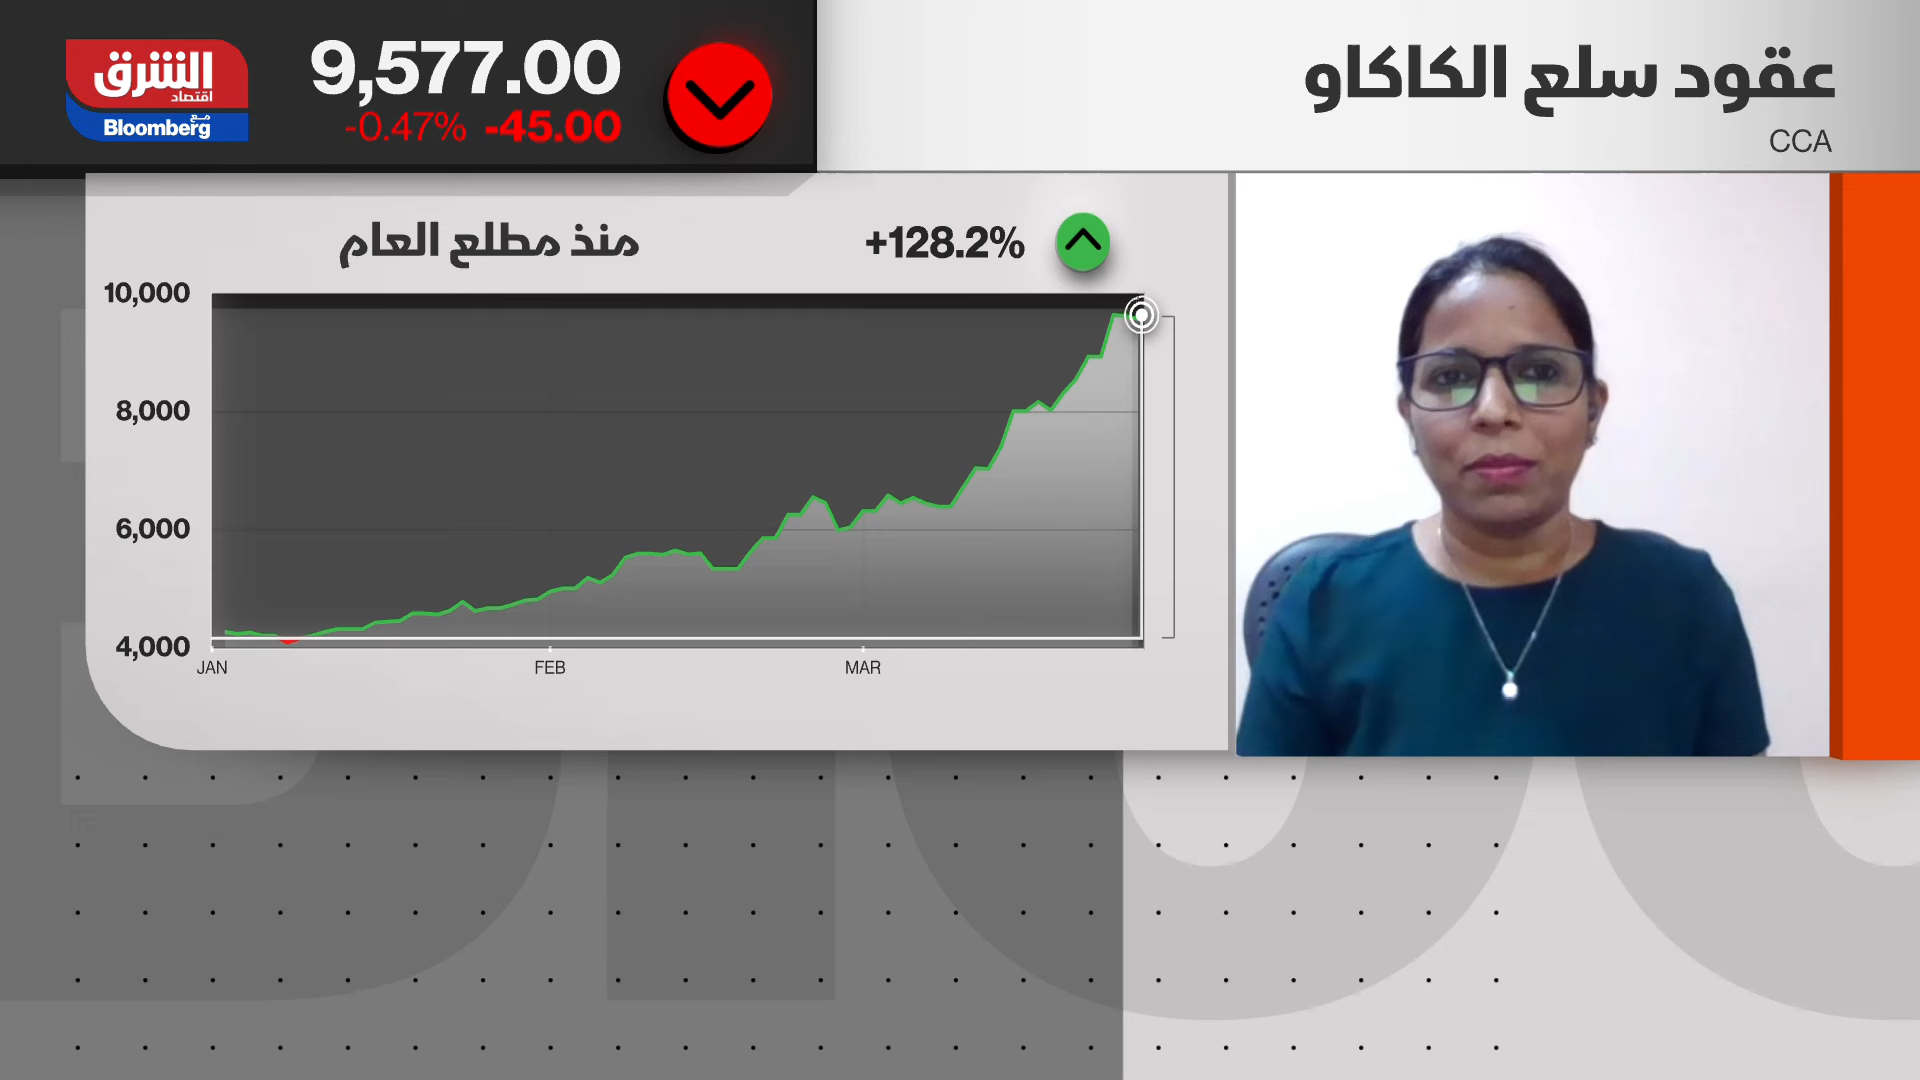 عقود سلع الكاكاو
CCA
9,577.00
-0.47% -45.00
الشرق
اقتصاد
مع
Bloomberg
منذ مطلع العام
+128.2%
10,000
8,000
6,000
4,000
JAN FEB MAR